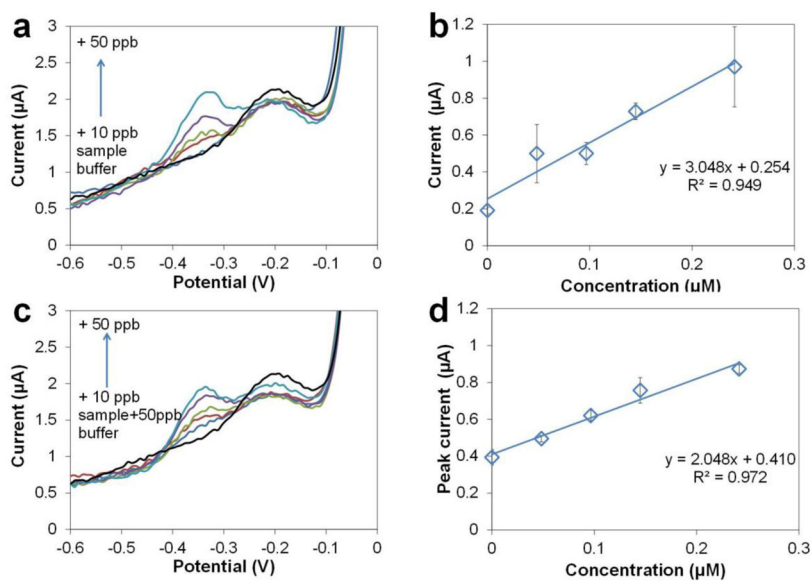 a
+ 50 ppb
+ 10 ppb
sample
buffer
Current (µA)
3
2.5
2
1.5
1
0.5
0
-0.6
-0.5
-0.4
-0.3
-0.2
-0.1
0
Potential (V)
b
Current (µA)
1.2
1
0.8
0.6
0.4
0.2
0
y = 3.048x + 0.254
R² = 0.949
0
0.1
0.2
0.3
Concentration (µM)
c
+ 50 ppb
+ 10 ppb
sample+50ppb
buffer
Current (µA)
3
2.5
2
1.5
1
0.5
0
-0.6
-0.5
-0.4
-0.3
-0.2
-0.1
0
Potential (V)
d
Peak current (µA)
1.2
1
0.8
0.6
0.4
0.2
0
y = 2.048x + 0.410
R² = 0.972
0
0.1
0.2
0.3
Concentration (µM)